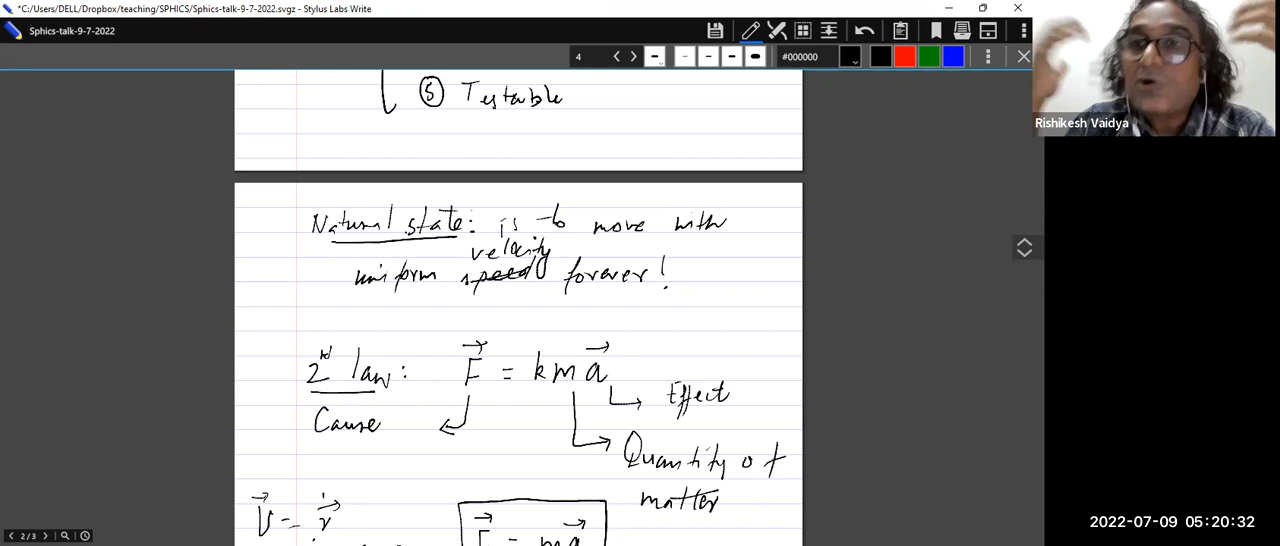 *C:/Users/DELL/Dropbox/teaching/SPHICS/Sphics-talk-9-7-2022.svgz - Stylus Labs Write
Sphics-talk-9-7-2022
4
#000000
Rishikesh Vaidya
5 Testable
Natural state: is to move with
velocity
uniform speed forever!
2nd law: F = k m a
Effect
Cause
Quantity of
matter
V = r
F = ma
2/3
2022-07-09 05:20:32